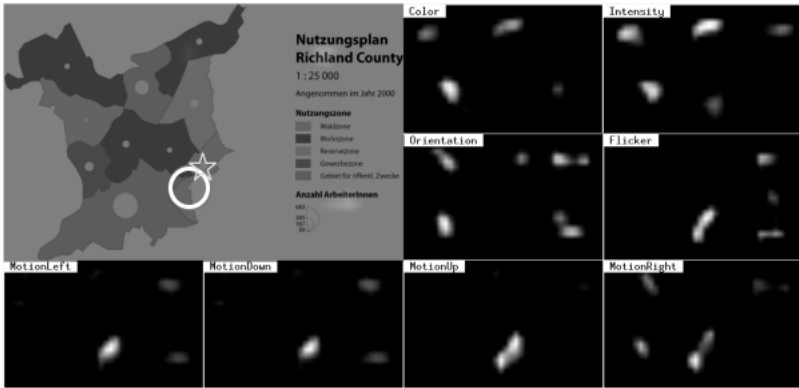 Nutzungsplan
Richland County
1 : 25 000
Angenommen im Jahr 2000
Nutzungszone
Waldzone
Wohnzone
Reservezone
Gewerbezone
Gebiet für öffentl. Zwecke
Anzahl ArbeiterInnen
Color
Intensity
Orientation
Flicker
MotionLeft
MotionDown
MotionUp
MotionRight